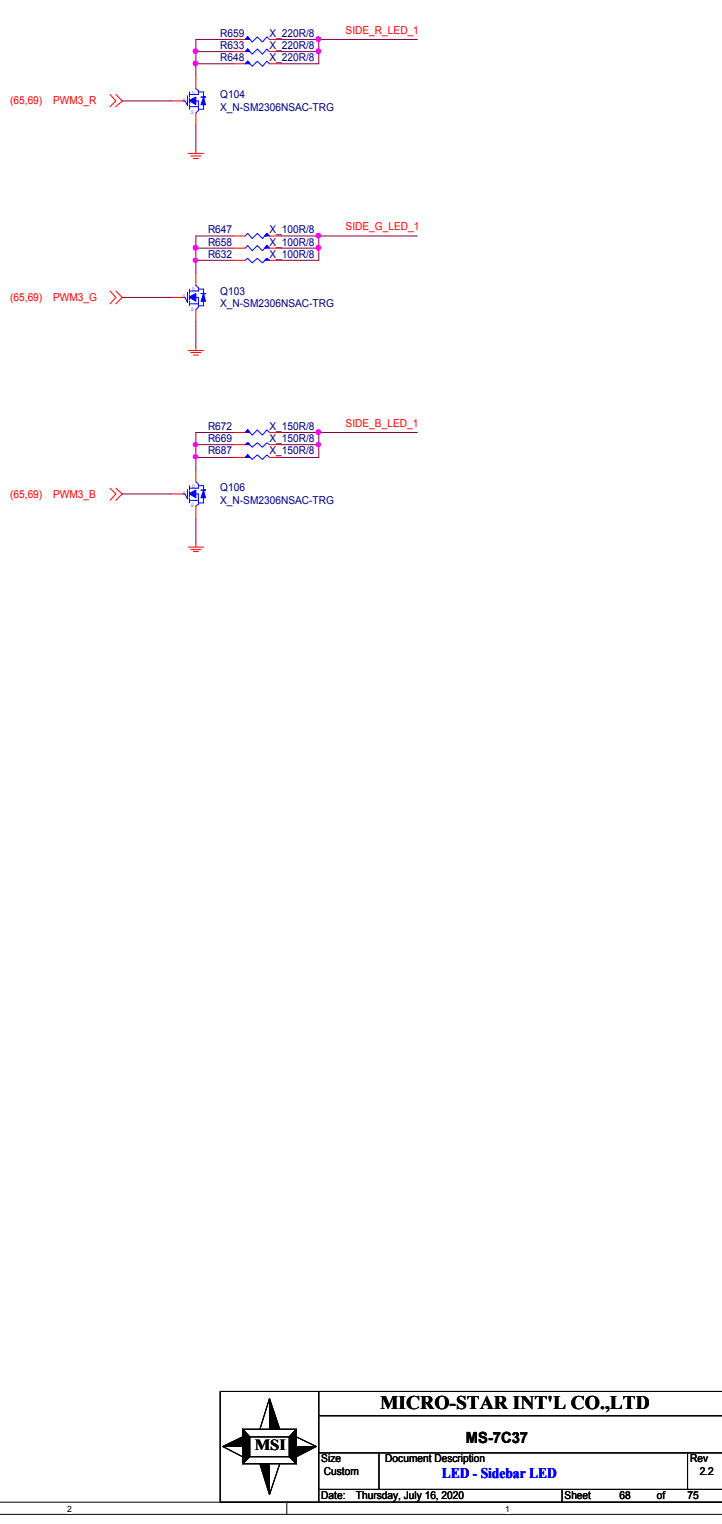 R659 X_220R/8 SIDE_R_LED_1
R633 X_220R/8
R648 X_220R/8
(65,69) PWM3_R
Q104
X_N-SM2306NSAC-TRG
R647 X_100R/8 SIDE_G_LED_1
R658 X_100R/8
R632 X_100R/8
(65,69) PWM3_G
Q103
X_N-SM2306NSAC-TRG
R672 X_150R/8 SIDE_B_LED_1
R669 X_150R/8
R687 X_150R/8
(65,69) PWM3_B
Q106
X_N-SM2306NSAC-TRG
MSI
MICRO-STAR INT'L CO.,LTD
MS-7C37
Size Document Description Rev
Custom LED - Sidebar LED 2.2
Date: Thursday, July 16, 2020 Sheet 68 of 75
2 1